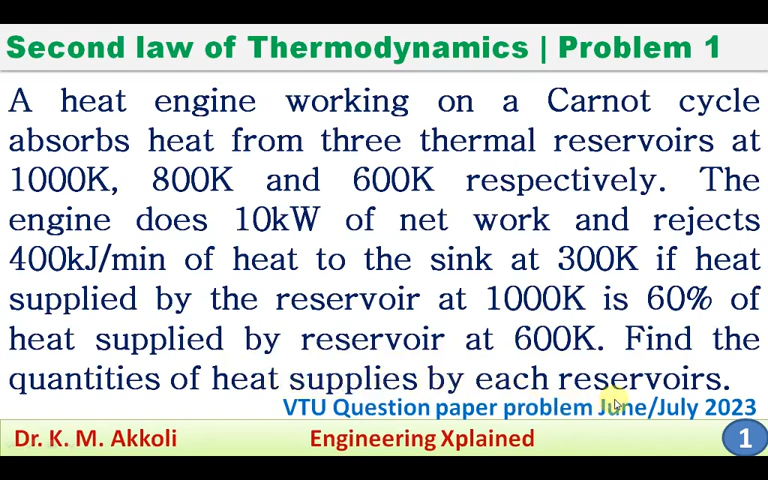 Second law of Thermodynamics | Problem 1
A heat engine working on a Carnot cycle
absorbs heat from three thermal reservoirs at
1000K, 800K and 600K respectively. The
engine does 10kW of net work and rejects
400kJ/min of heat to the sink at 300K if heat
supplied by the reservoir at 1000K is 60% of
heat supplied by reservoir at 600K. Find the
quantities of heat supplies by each reservoirs.
VTU Question paper problem June/July 2023
Dr. K. M. Akkoli Engineering Xplained 1